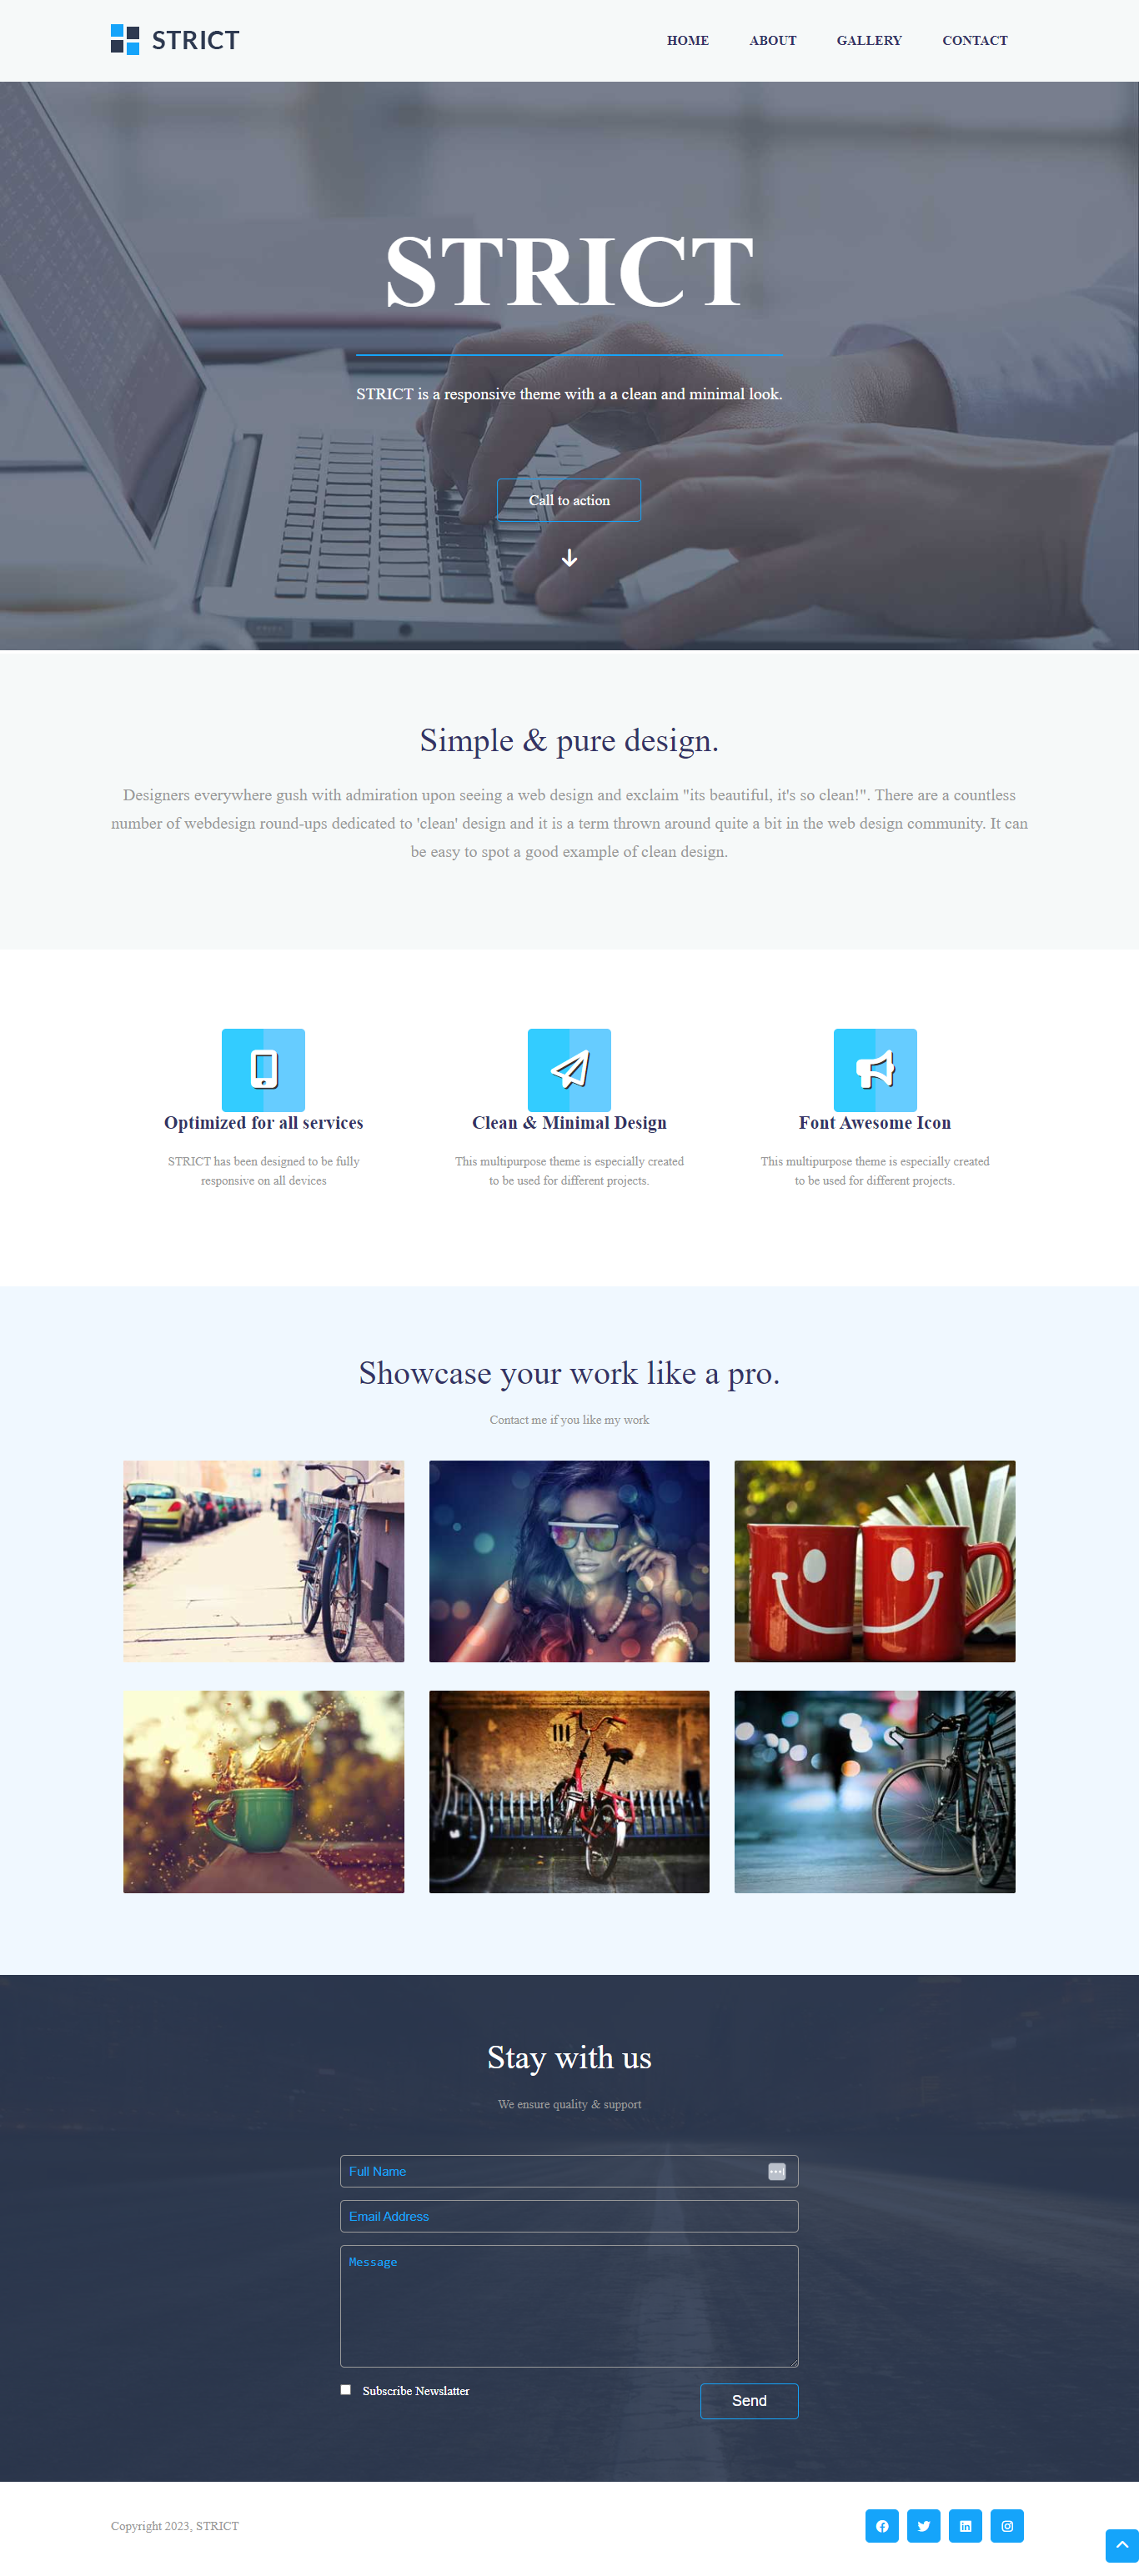 STRICT
HOME ABOUT GALLERY CONTACT
STRICT
STRICT is a responsive theme with a a clean and minimal look.
Call to action
Simple & pure design.
Designers everywhere gush with admiration upon seeing a web design and exclaim "its beautiful, it's so clean!". There are a countless
number of webdesign round-ups dedicated to 'clean' design and it is a term thrown around quite a bit in the web design community. It can
be easy to spot a good example of clean design.
Optimized for all services
STRICT has been designed to be fully
responsive on all devices
Clean & Minimal Design
This multipurpose theme is especially created
to be used for different projects.
Font Awesome Icon
This multipurpose theme is especially created
to be used for different projects.
Showcase your work like a pro.
Contact me if you like my work
Stay with us
We ensure quality & support
Full Name
Email Address
Message
Subscribe Newslatter
Send
Copyright 2023, STRICT